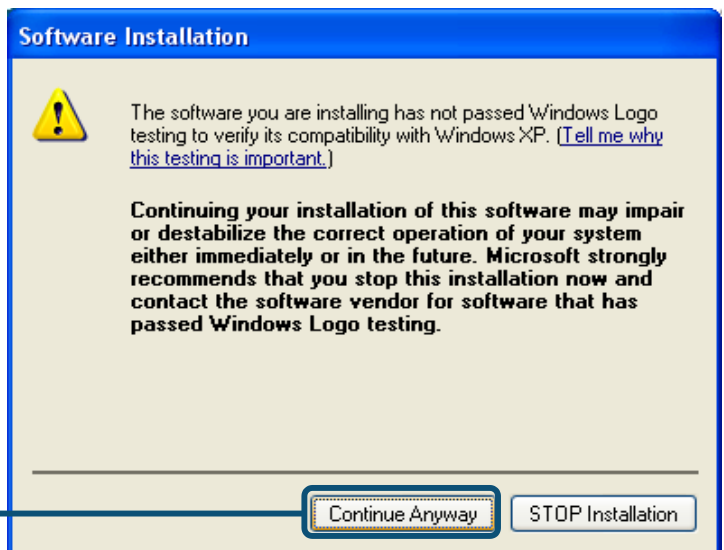 Software Installation
The software you are installing has not passed Windows Logo
testing to verify its compatibility with Windows XP. (Tell me why
this testing is important.)
Continuing your installation of this software may impair
or destabilize the correct operation of your system
either immediately or in the future. Microsoft strongly
recommends that you stop this installation now and
contact the software vendor for software that has
passed Windows Logo testing.
Continue Anyway STOP Installation